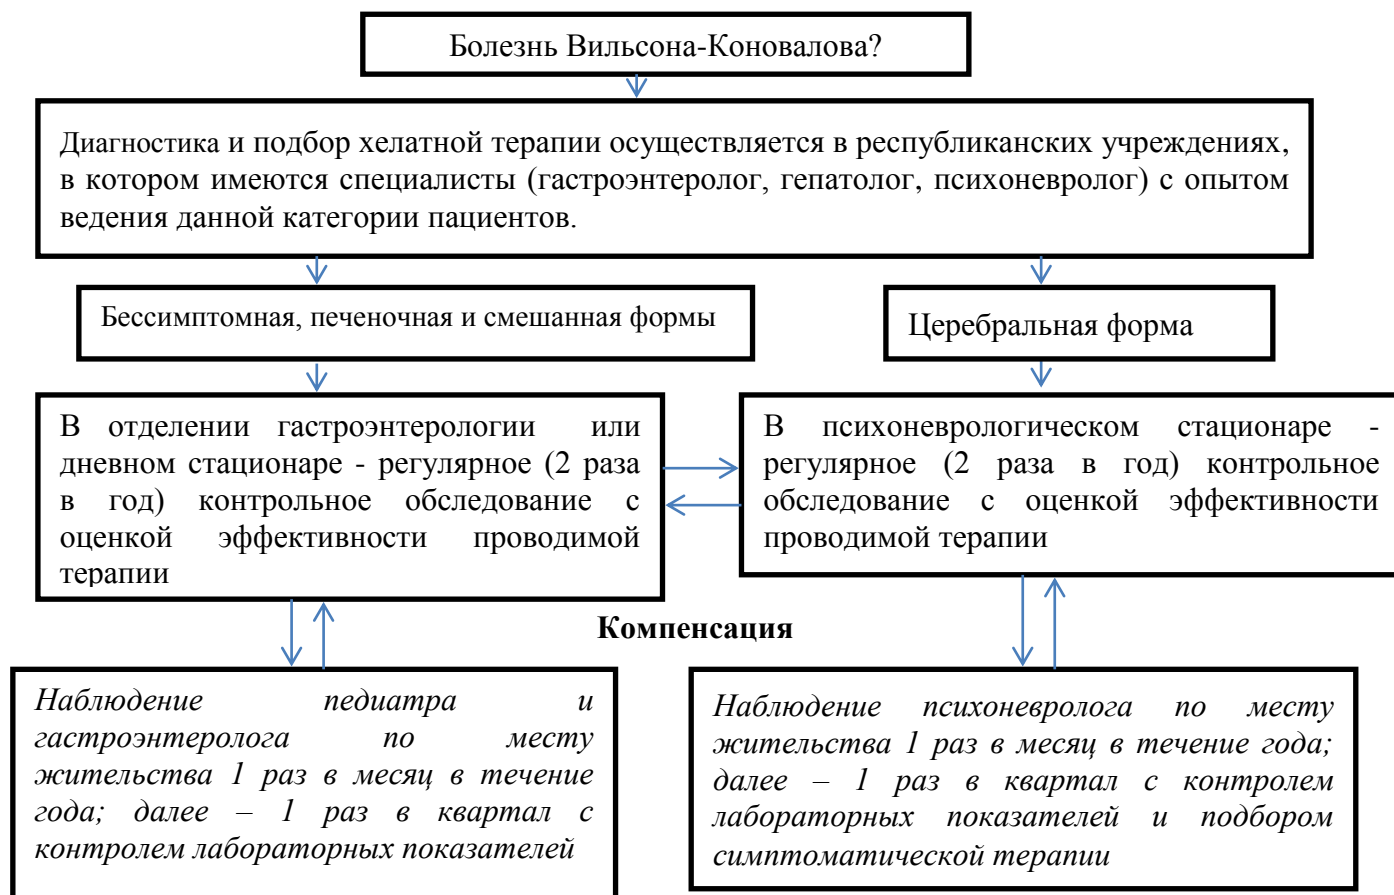 Болезнь Вильсона-Коновалова?
Диагностика и подбор хелатной терапии осуществляется в республиканских учреждениях,
в котором имеются специалисты (гастроэнтеролог, гепатолог, психоневролог) с опытом
ведения данной категории пациентов.
Бессимптомная, печеночная и смешанная формы
Церебральная форма
В отделении гастроэнтерологии или
дневном стационаре - регулярное (2 раза
в год) контрольное обследование с
оценкой эффективности проводимой
терапии
В психоневрологическом стационаре -
регулярное (2 раза в год) контрольное
обследование с оценкой эффективности
проводимой терапии
Компенсация
Наблюдение педиатра и
гастроэнтеролога по месту
жительства 1 раз в месяц в течение
года; далее – 1 раз в квартал с
контролем лабораторных показателей
Наблюдение психоневролога по месту
жительства 1 раз в месяц в течение года;
далее – 1 раз в квартал с контролем
лабораторных показателей и подбором
симптоматической терапии